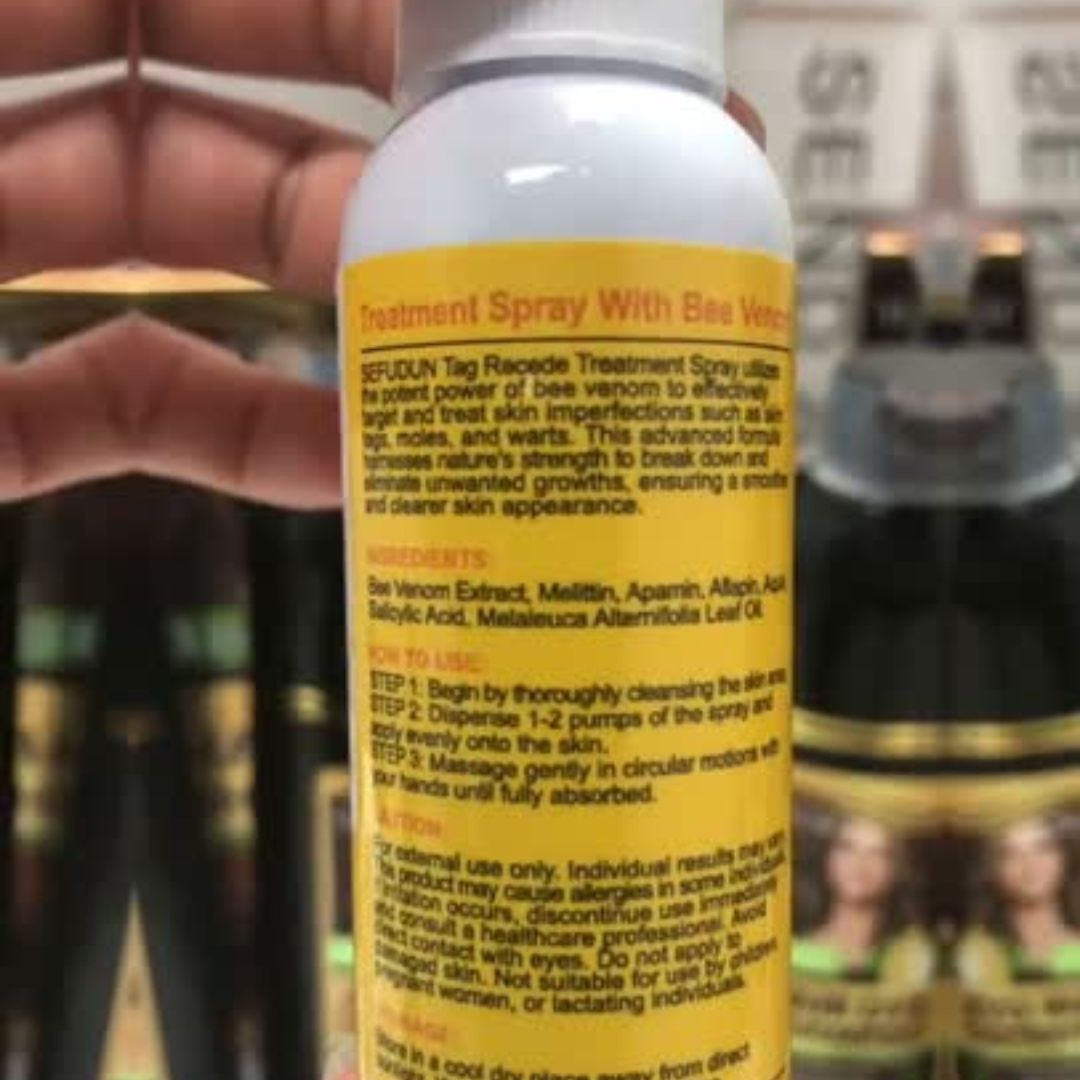 Treatment Spray With Bee
SEFUDUN Tag Recede Treatment Spray utilizes
the potent power of bee venom to effectively
target and treat skin imperfections such as skin
tags, moles, and warts. This advanced formula
harnesses nature's strength to break down and
eliminate unwanted growths, ensuring a smoother
and clearer skin appearance.
INGREDIENTS:
Bee Venom Extract, Melittin, Apamin,
Salicylic Acid, Melaleuca Alternifolia Leaf Oil
HOW TO USE:
STEP 1: Begin by thoroughly cleansing the skin area.
STEP 2: Dispense 1-2 pumps of the spray and
apply evenly onto the skin.
STEP 3: Massage gently in circular motions with
your hands until fully absorbed.
For external use only. Individual results may vary.
This product may cause allergies in some individuals.
If irritation occurs, discontinue use immediately
and consult a healthcare professional. Avoid
direct contact with eyes. Do not apply to
damaged skin. Not suitable for use by children,
pregnant women, or lactating individuals.
Store in a cool dry place away from direct